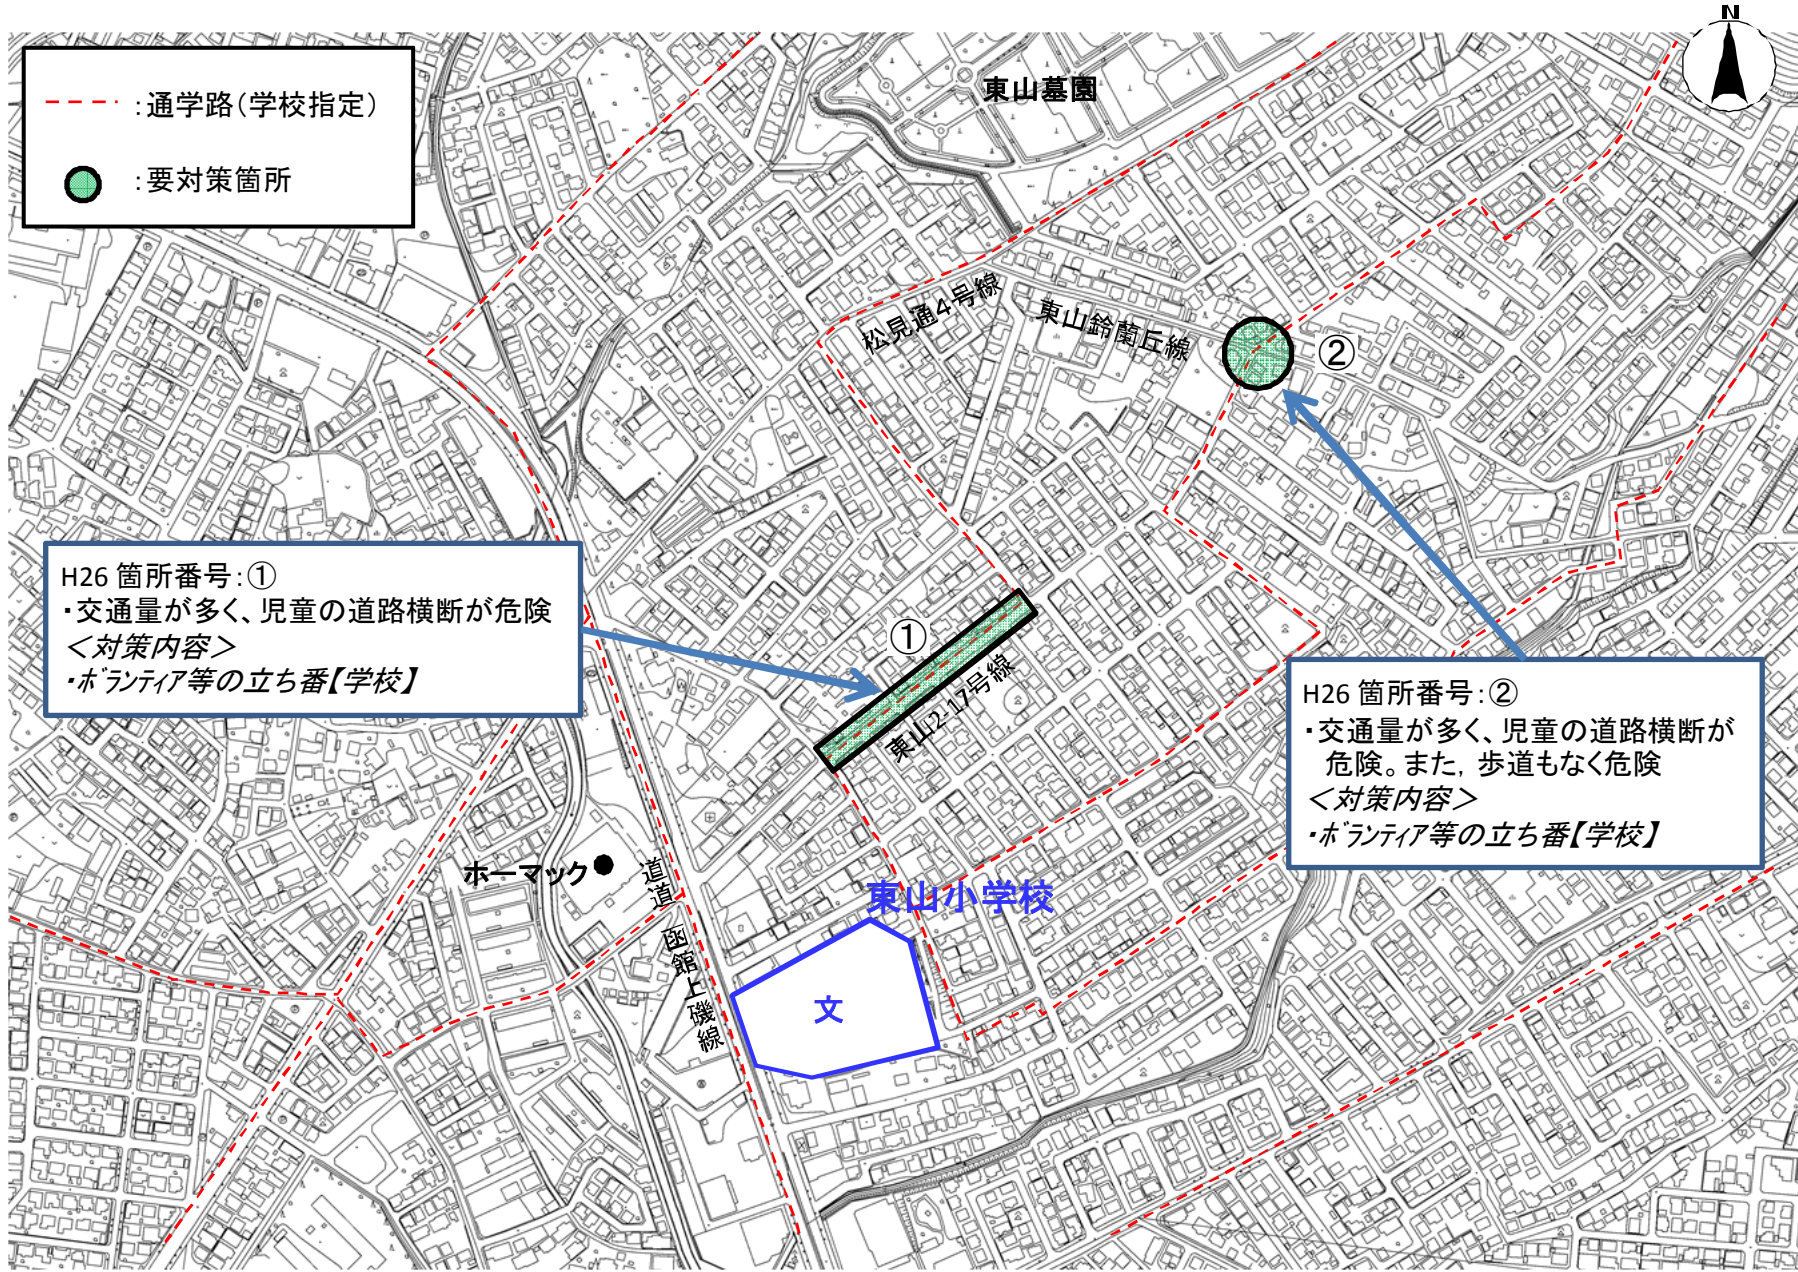 N
：通学路（学校指定）
：要対策箇所
東山墓園
松見通4号線
東山鈴蘭丘線
②
H26 箇所番号：①
・交通量が多く、児童の道路横断が危険
＜対策内容＞
・ﾎﾞﾗﾝﾃｨｱ等の立ち番【学校】
①
東山2-17号線
H26 箇所番号：②
・交通量が多く、児童の道路横断が
危険。また，歩道もなく危険
＜対策内容＞
・ﾎﾞﾗﾝﾃｨｱ等の立ち番【学校】
ホーマック
道道 函館上磯線
東山小学校
文